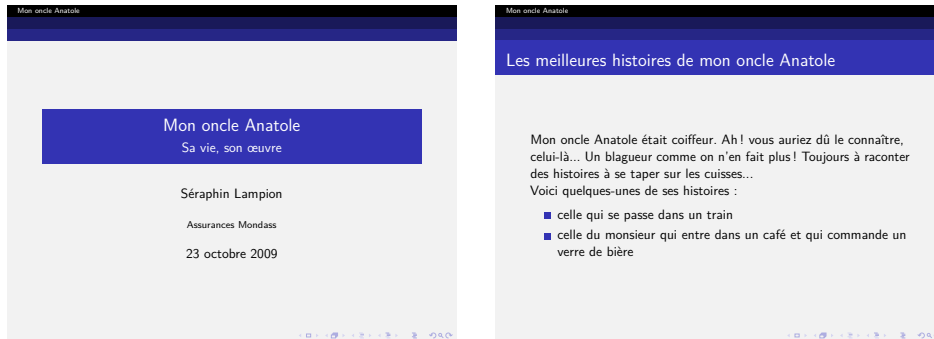 Mon oncle Anatole
Mon oncle Anatole
Sa vie, son œuvre
Séraphin Lampion
Assurances Mondass
23 octobre 2009
Mon oncle Anatole
Les meilleures histoires de mon oncle Anatole
Mon oncle Anatole était coiffeur. Ah ! vous auriez dû le connaître,
celui-là... Un blagueur comme on n'en fait plus ! Toujours à raconter
des histoires à se taper sur les cuisses...
Voici quelques-unes de ses histoires :
celle qui se passe dans un train
celle du monsieur qui entre dans un café et qui commande un
verre de bière